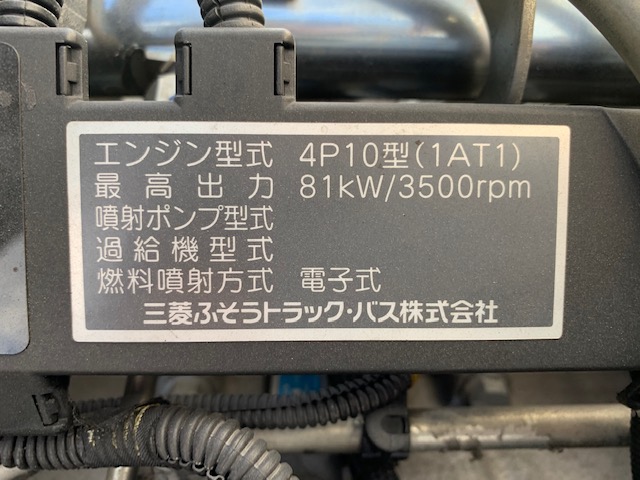 エンジン型式 4P10型(1AT1)
最高出力 81kW/3500rpm
噴射ポンプ型式
過給機型式
燃料噴射方式 電子式
三菱ふそうトラック・バス株式会社